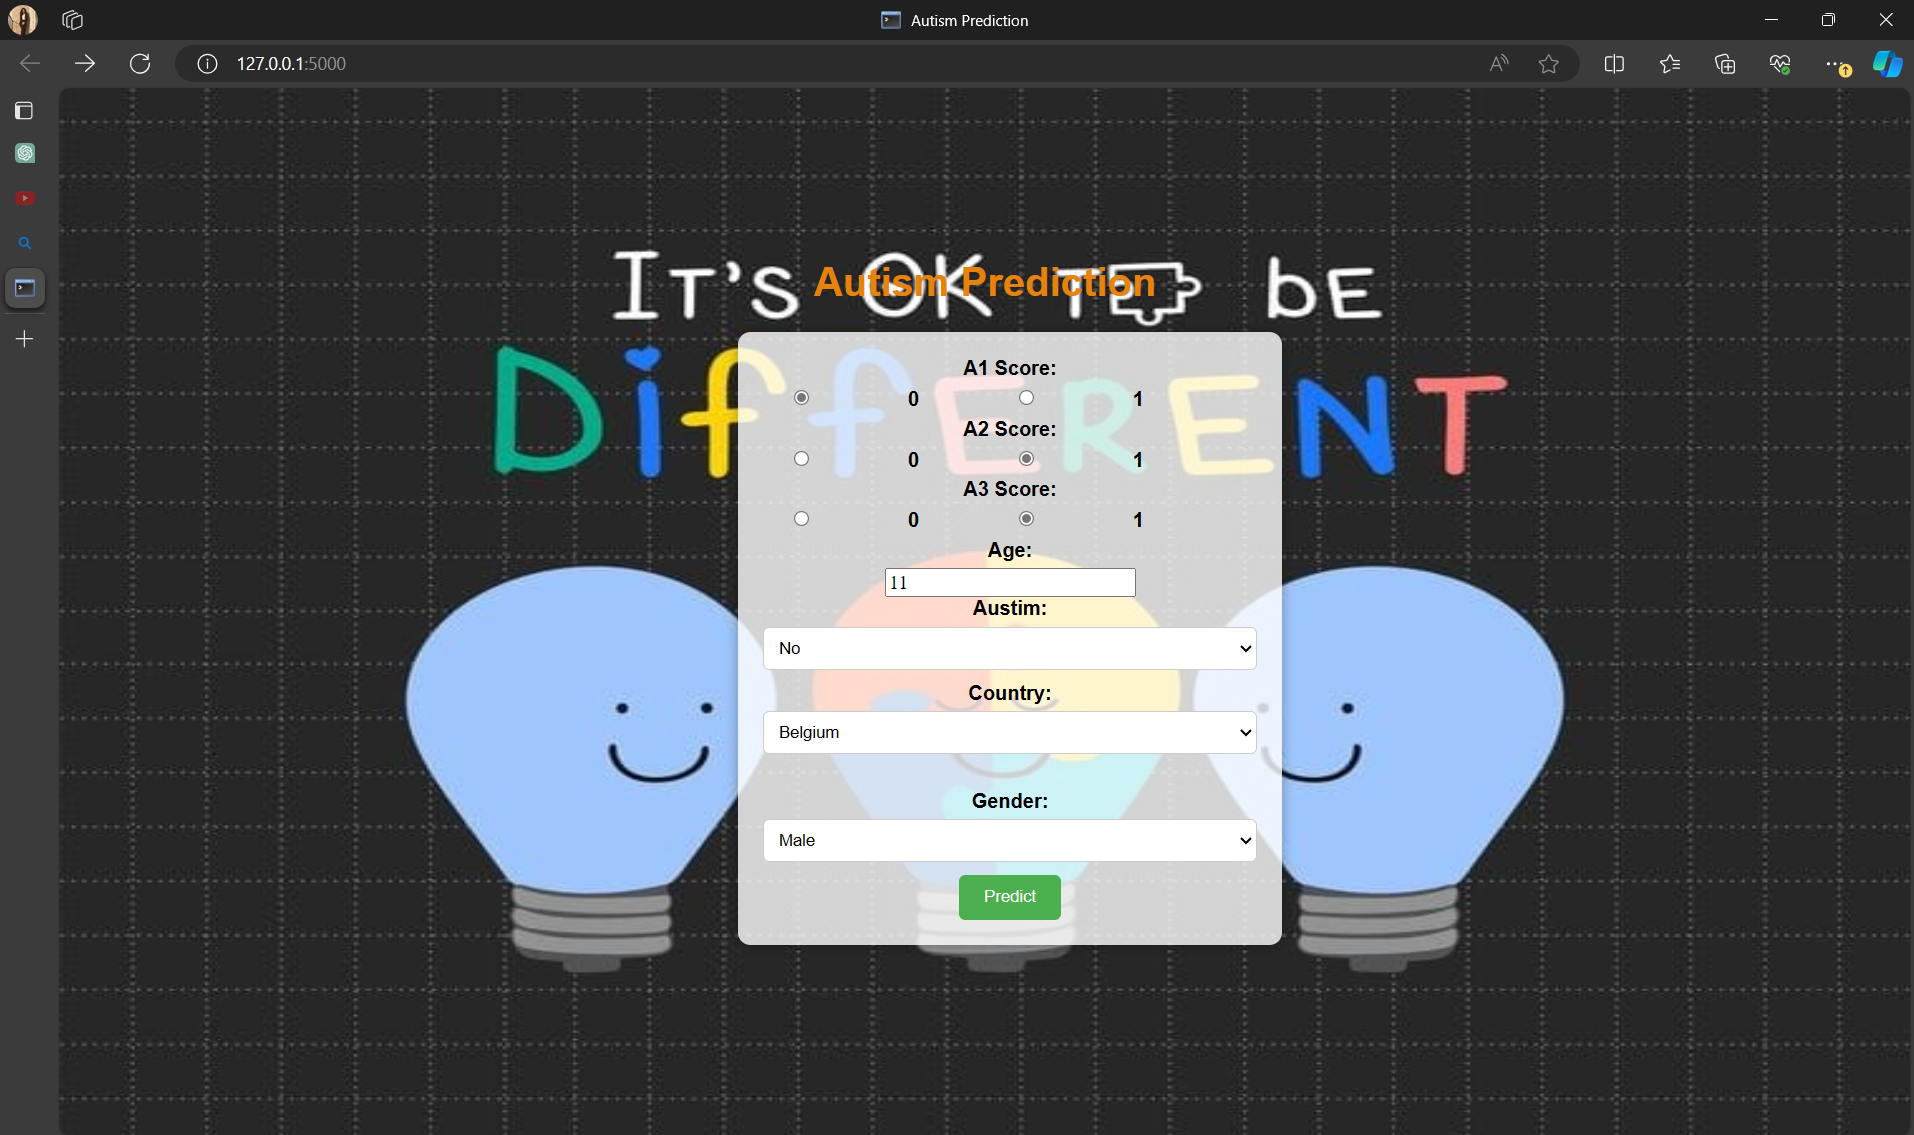 Autism Prediction
127.0.0.1:5000
IT'S OK TO bE
Autism Prediction
DiffERENT
A1 Score:
0 1
A2 Score:
0 1
A3 Score:
0 1
Age:
11
Austim:
No
Country:
Belgium
Gender:
Male
Predict